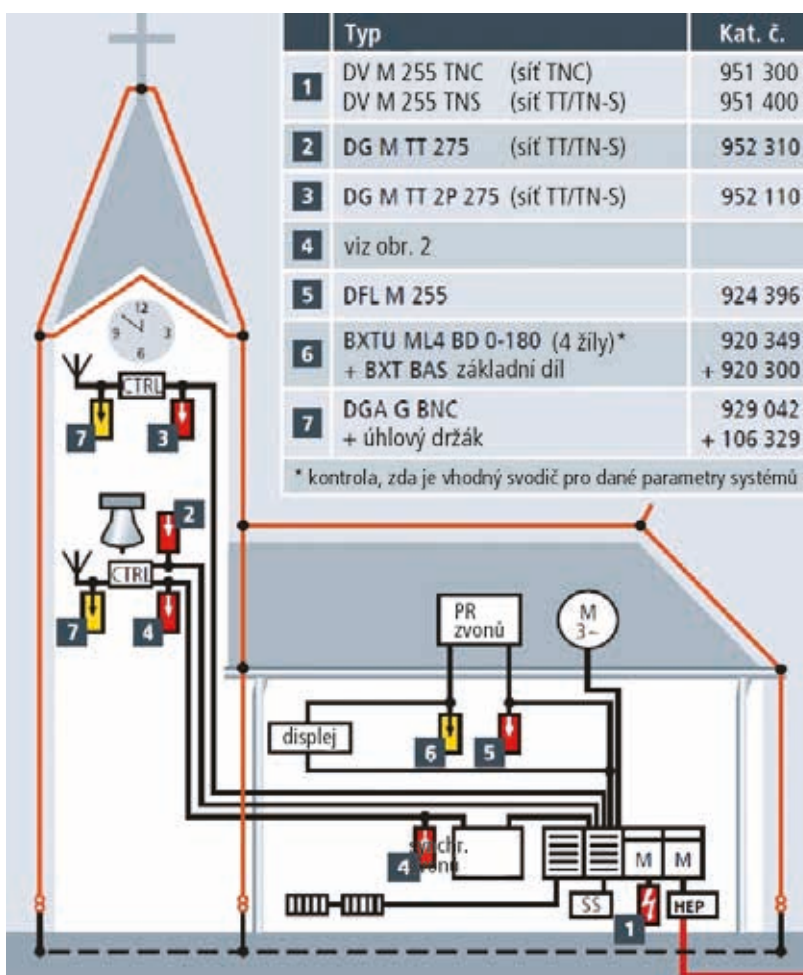 Typ Kat. č.
1 DV M 255 TNC (síť TNC) 951 300
DV M 255 TNS (síť TT/TN-S) 951 400
2 DG M TT 275 (síť TT/TN-S) 952 310
3 DG M TT 2P 275 (síť TT/TN-S) 952 110
4 viz obr. 2
5 DFL M 255 924 396
6 BXTU ML4 BD 0-180 (4 žíly)* 920 349
+ BXT BAS základní díl + 920 300
7 DGA G BNC 929 042
+ úhlový držák + 106 329
* kontrola, zda je vhodný svodič pro dané parametry systémů
12
9 3
6
CTRL
7 3
2
CTRL
7 4
PR
zvonů
M
3~
displej
6 5
synchr.
zvonů
4
M M
SS
HEP
1
8 8 8